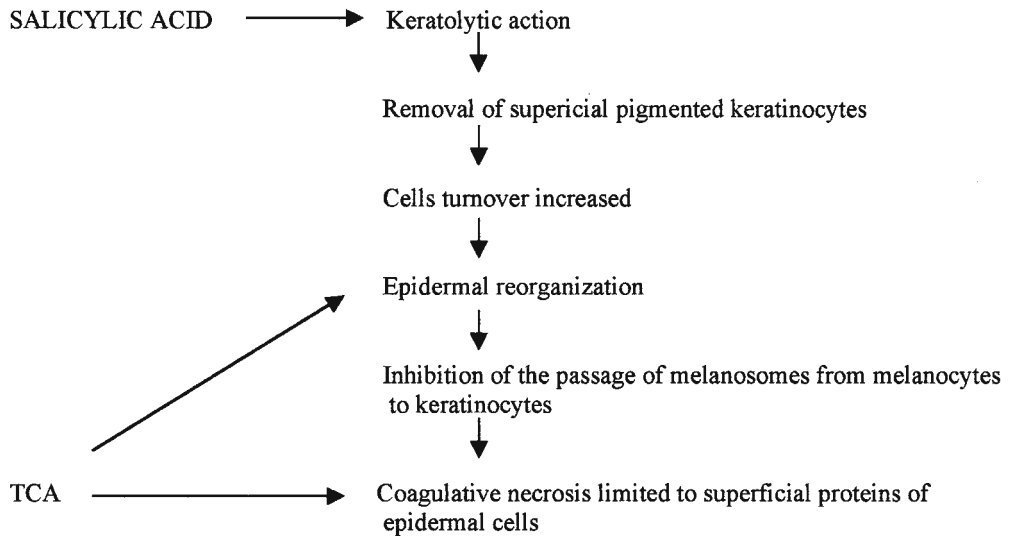 SALICYLIC ACID Keratolytic action
Removal of supericial pigmented keratinocytes
Cells turnover increased
Epidermal reorganization
Inhibition of the passage of melanosomes from melanocytes
to keratinocytes
TCA Coagulative necrosis limited to superficial proteins of
epidermal cells